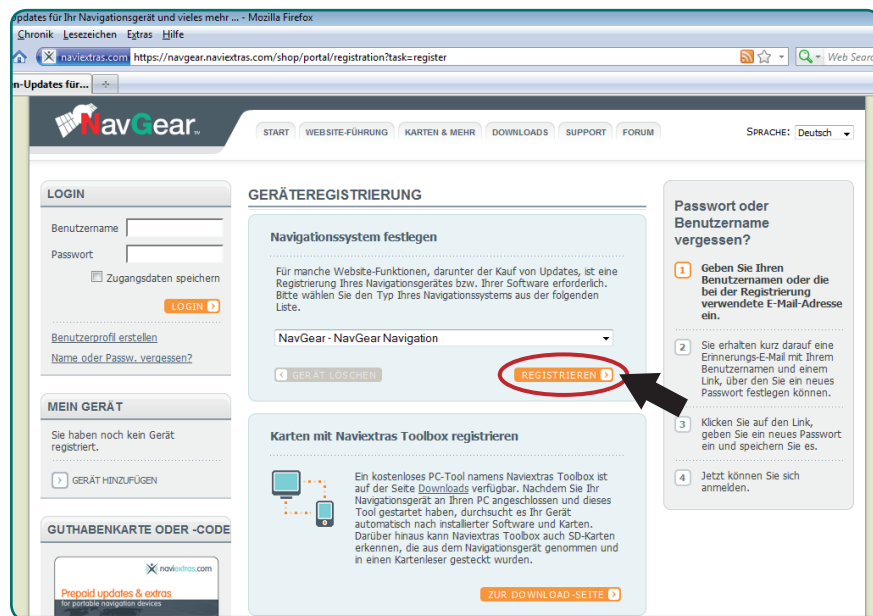 pdates für Ihr Navigationsgerät und vieles mehr ... - Mozilla Firefox
Chronik Lesezeichen Extras Hilfe
naviextras.com https://navgear.naviextras.com/shop/portal/registration?task=register
Web Searc
n-Updates für...
NavGear™
START WEBSITE-FÜHRUNG KARTEN & MEHR DOWNLOADS SUPPORT FORUM
SPRACHE: Deutsch
LOGIN
Benutzername
Passwort
Zugangsdaten speichern
LOGIN
Benutzerprofil erstellen
Name oder Passw. vergessen?
MEIN GERÄT
Sie haben noch kein Gerät
registriert.
GERÄT HINZUFÜGEN
GUTHABENKARTE ODER -CODE
naviextras.com
Prepaid updates & extras
for portable navigation devices
GERÄTEREGISTRIERUNG
Navigationssystem festlegen
Für manche Website-Funktionen, darunter der Kauf von Updates, ist eine
Registrierung Ihres Navigationsgerätes bzw. Ihrer Software erforderlich.
Bitte wählen Sie den Typ Ihres Navigationssystems aus der folgenden
Liste.
NavGear - NavGear Navigation
GERÄT LÖSCHEN
REGISTRIEREN
Karten mit Naviextras Toolbox registrieren
Ein kostenloses PC-Tool namens Naviextras Toolbox ist
auf der Seite Downloads verfügbar. Nachdem Sie Ihr
Navigationsgerät an Ihren PC angeschlossen und dieses
Tool gestartet haben, durchsucht es Ihr Gerät
automatisch nach installierter Software und Karten.
Darüber hinaus kann Naviextras Toolbox auch SD-Karten
erkennen, die aus dem Navigationsgerät genommen und
in einen Kartenleser gesteckt wurden.
ZUR DOWNLOAD-SEITE
Passwort oder
Benutzername
vergessen?
1 Geben Sie Ihren
Benutzernamen oder die
bei der Registrierung
verwendete E-Mail-Adresse
ein.
2 Sie erhalten kurz darauf eine
Erinnerungs-E-Mail mit Ihrem
Benutzernamen und einem
Link, über den Sie ein neues
Passwort festlegen können.
3 Klicken Sie auf den Link,
geben Sie ein neues Passwort
ein und speichern Sie es.
4 Jetzt können Sie sich
anmelden.